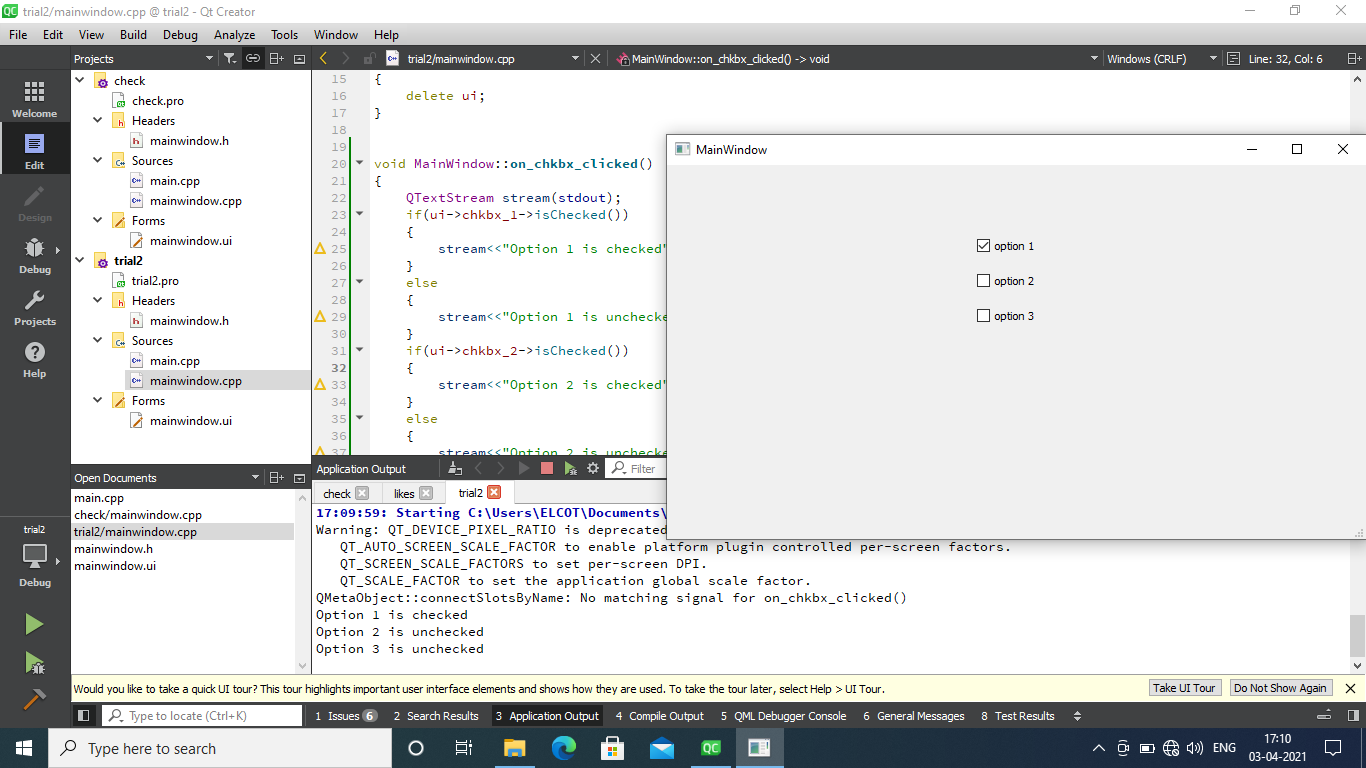 trial2/mainwindow.cpp @ trial2 - Qt Creator
File Edit View Build Debug Analyze Tools Window Help
Projects
trial2/mainwindow.cpp
MainWindow::on_chkbx_clicked() -> void
Windows (CRLF)
Line: 32, Col: 6
Welcome
Edit
Design
Debug
Projects
Help
trial2
Debug
check
check.pro
Headers
mainwindow.h
Sources
main.cpp
mainwindow.cpp
Forms
mainwindow.ui
trial2
trial2.pro
Headers
mainwindow.h
Sources
main.cpp
mainwindow.cpp
Forms
mainwindow.ui
Open Documents
main.cpp
check/mainwindow.cpp
trial2/mainwindow.cpp
mainwindow.h
mainwindow.ui
15 {
16 delete ui;
17 }
18
19
20 void MainWindow::on_chkbx_clicked()
21 {
22 QTextStream stream(stdout);
23 if(ui->chkbx_1->isChecked())
24 {
25 stream<<"Option 1 is checked"
26 }
27 else
28 {
29 stream<<"Option 1 is unchecke
30 }
31 if(ui->chkbx_2->isChecked())
32 {
33 stream<<"Option 2 is checked"
34 }
35 else
36 {
37 stream<<"Option 2 is unchecke
MainWindow
option 1
option 2
option 3
Application Output
Filter
check likes trial2
17:09:59: Starting C:\Users\ELCOT\Documents\
Warning: QT_DEVICE_PIXEL_RATIO is deprecated
QT_AUTO_SCREEN_SCALE_FACTOR to enable platform plugin controlled per-screen factors.
QT_SCREEN_SCALE_FACTORS to set per-screen DPI.
QT_SCALE_FACTOR to set the application global scale factor.
QMetaObject::connectSlotsByName: No matching signal for on_chkbx_clicked()
Option 1 is checked
Option 2 is unchecked
Option 3 is unchecked
Would you like to take a quick UI tour? This tour highlights important user interface elements and shows how they are used. To take the tour later, select Help > UI Tour.
Take UI Tour
Do Not Show Again
Type to locate (Ctrl+K)
1 Issues 6
2 Search Results
3 Application Output
4 Compile Output
5 QML Debugger Console
6 General Messages
8 Test Results
Type here to search
ENG
17:10
03-04-2021